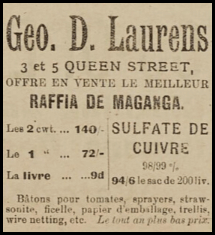 Geo. D. Laurens
3 et 5 QUEEN STREET,
OFFRE EN VENTE LE MEILLEUR
RAFFIA DE MAGANGA.
Les 2 cwt. ... 140/-
Le 1 " ... 72/-
La livre ... 9d
SULFATE DE
CUIVRE
98/99 %
94/6 le sac de 200 liv.
Bâtons pour tomates, sprayers, straw-
sonite, ficelle, papier d'emballage, trellis,
wire netting, etc. Le tout au plus bas prix.